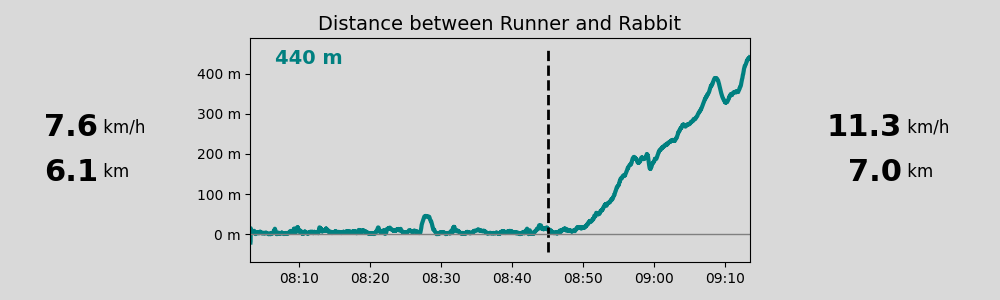 Distance between Runner and Rabbit
440 m
400 m
300 m
200 m
100 m
0 m
08:10 08:20 08:30 08:40 08:50 09:00 09:10
7.6 km/h
6.1 km
11.3 km/h
7.0 km